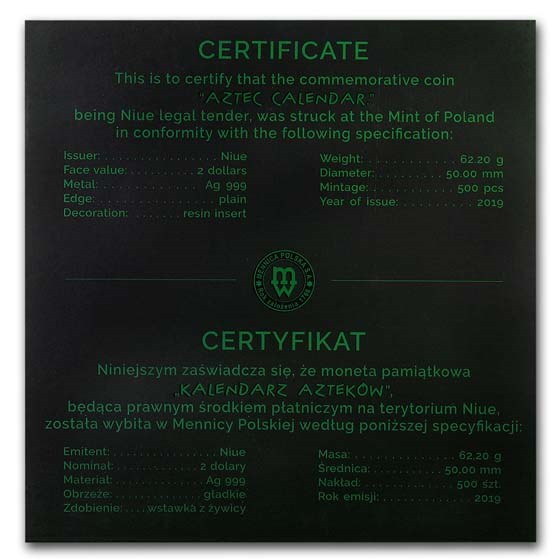 CERTIFICATE
This is to certify that the commemorative coin
"AZTEC CALENDAR"
being Niue legal tender, was struck at the Mint of Poland
in conformity with the following specification:
Issuer: . . . . . . . . . . . . . . . . Niue
Face value: . . . . . . . . . . 2 dollars
Metal: . . . . . . . . . . . . . . . Ag 999
Edge: . . . . . . . . . . . . . . . . . plain
Decoration: . . . . . . . resin insert
Weight: . . . . . . . . . . . . . 62.20 g
Diameter: . . . . . . . . . . 50.00 mm
Mintage: . . . . . . . . . . . . 500 pcs
Year of issue: . . . . . . . . . . . 2019
MENNICA POLSKA S.A.
mw
Rok założenia 1766
CERTYFIKAT
Niniejszym zaświadcza się, że moneta pamiątkowa
„KALENDARZ AZTEKÓW",
będąca prawnym środkiem płatniczym na terytorium Niue,
została wybita w Mennicy Polskiej według poniższej specyfikacji:
Emitent: . . . . . . . . . . . . . . . Niue
Nominał: . . . . . . . . . . . . 2 dolary
Materiał: . . . . . . . . . . . . . Ag 999
Obrzeże: . . . . . . . . . . . . . gładkie
Zdobienie: . . . . wstawka z żywicy
Masa: . . . . . . . . . . . . . . . 62,20 g
Średnica: . . . . . . . . . . . 50,00 mm
Nakład: . . . . . . . . . . . . . 500 szt.
Rok emisji: . . . . . . . . . . . . . 2019